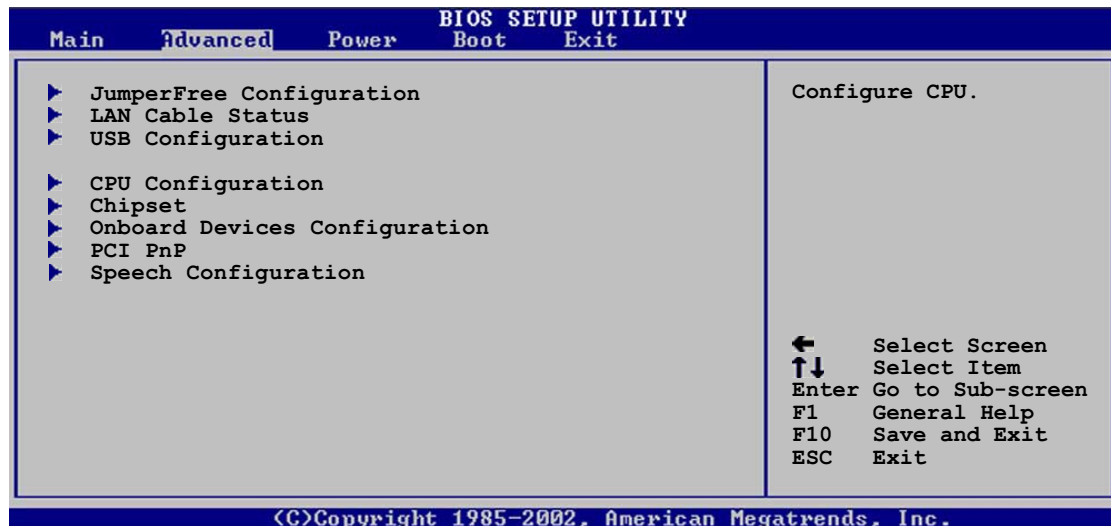 BIOS SETUP UTILITY
Main Advanced Power Boot Exit
JumperFree Configuration
LAN Cable Status
USB Configuration
CPU Configuration
Chipset
Onboard Devices Configuration
PCI PnP
Speech Configuration
Configure CPU.
← Select Screen
↑↓ Select Item
Enter Go to Sub-screen
F1 General Help
F10 Save and Exit
ESC Exit
(C)Copyright 1985-2002, American Megatrends, Inc.